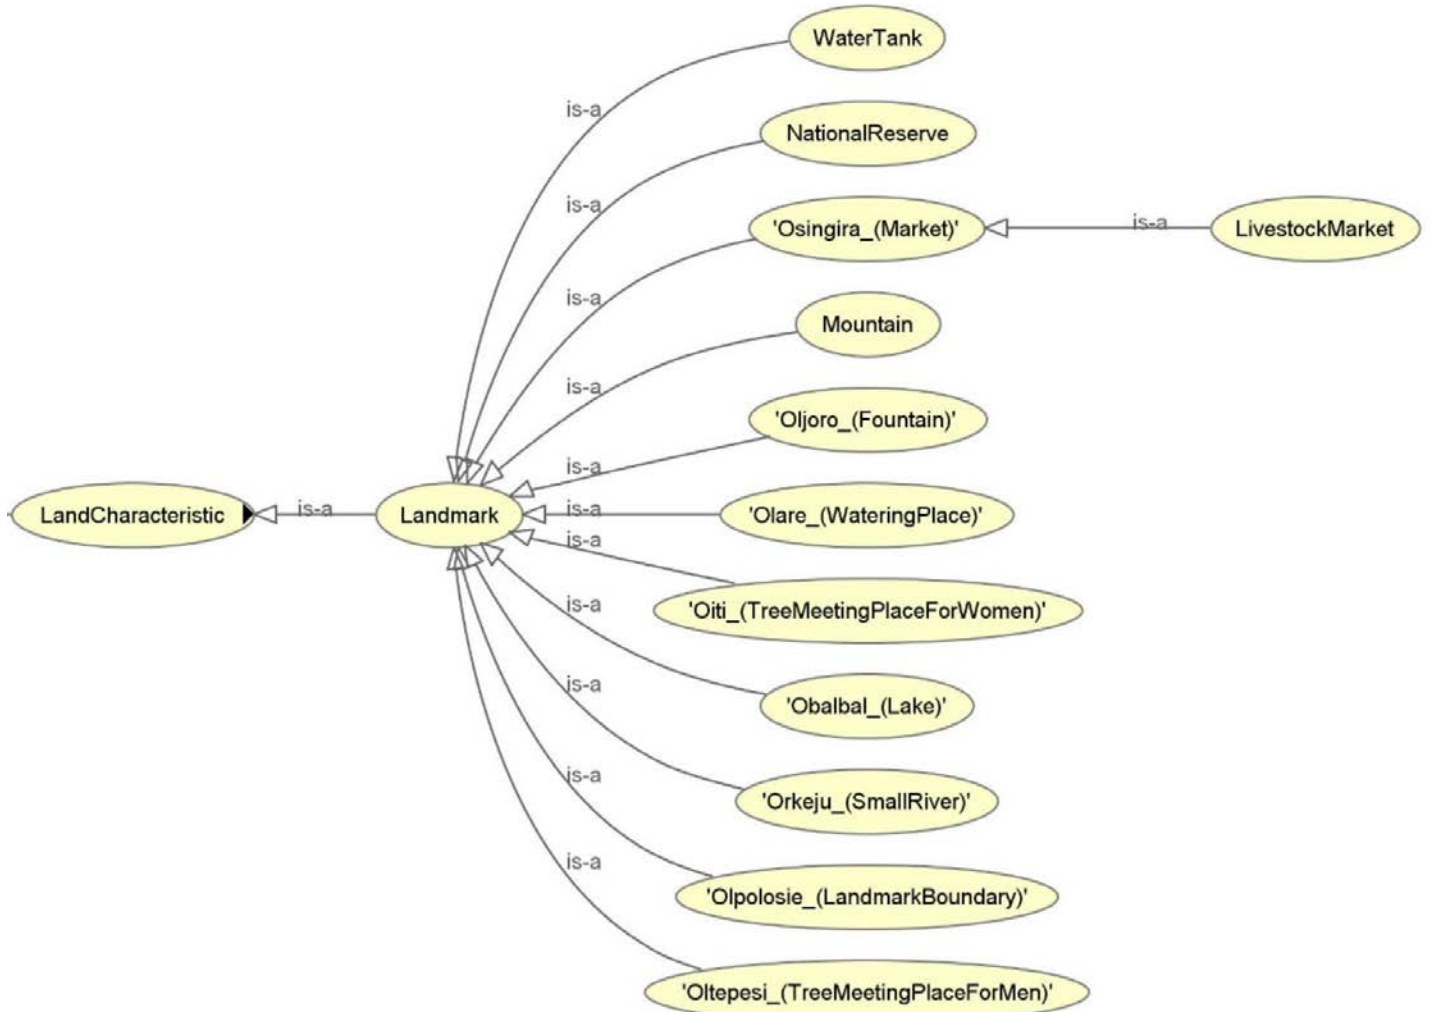 WaterTank
is-a
NationalReserve
is-a
'Osingira_(Market)'
is-a
LivestockMarket
is-a
Mountain
is-a
'Oljoro_(Fountain)'
is-a
LandCharacteristic
is-a
Landmark
is-a
'Olare_(WateringPlace)'
is-a
'Oiti_(TreeMeetingPlaceForWomen)'
is-a
'Obalbal_(Lake)'
is-a
'Orkeju_(SmallRiver)'
is-a
'Olpolosie_(LandmarkBoundary)'
is-a
'Oltepesi_(TreeMeetingPlaceForMen)'